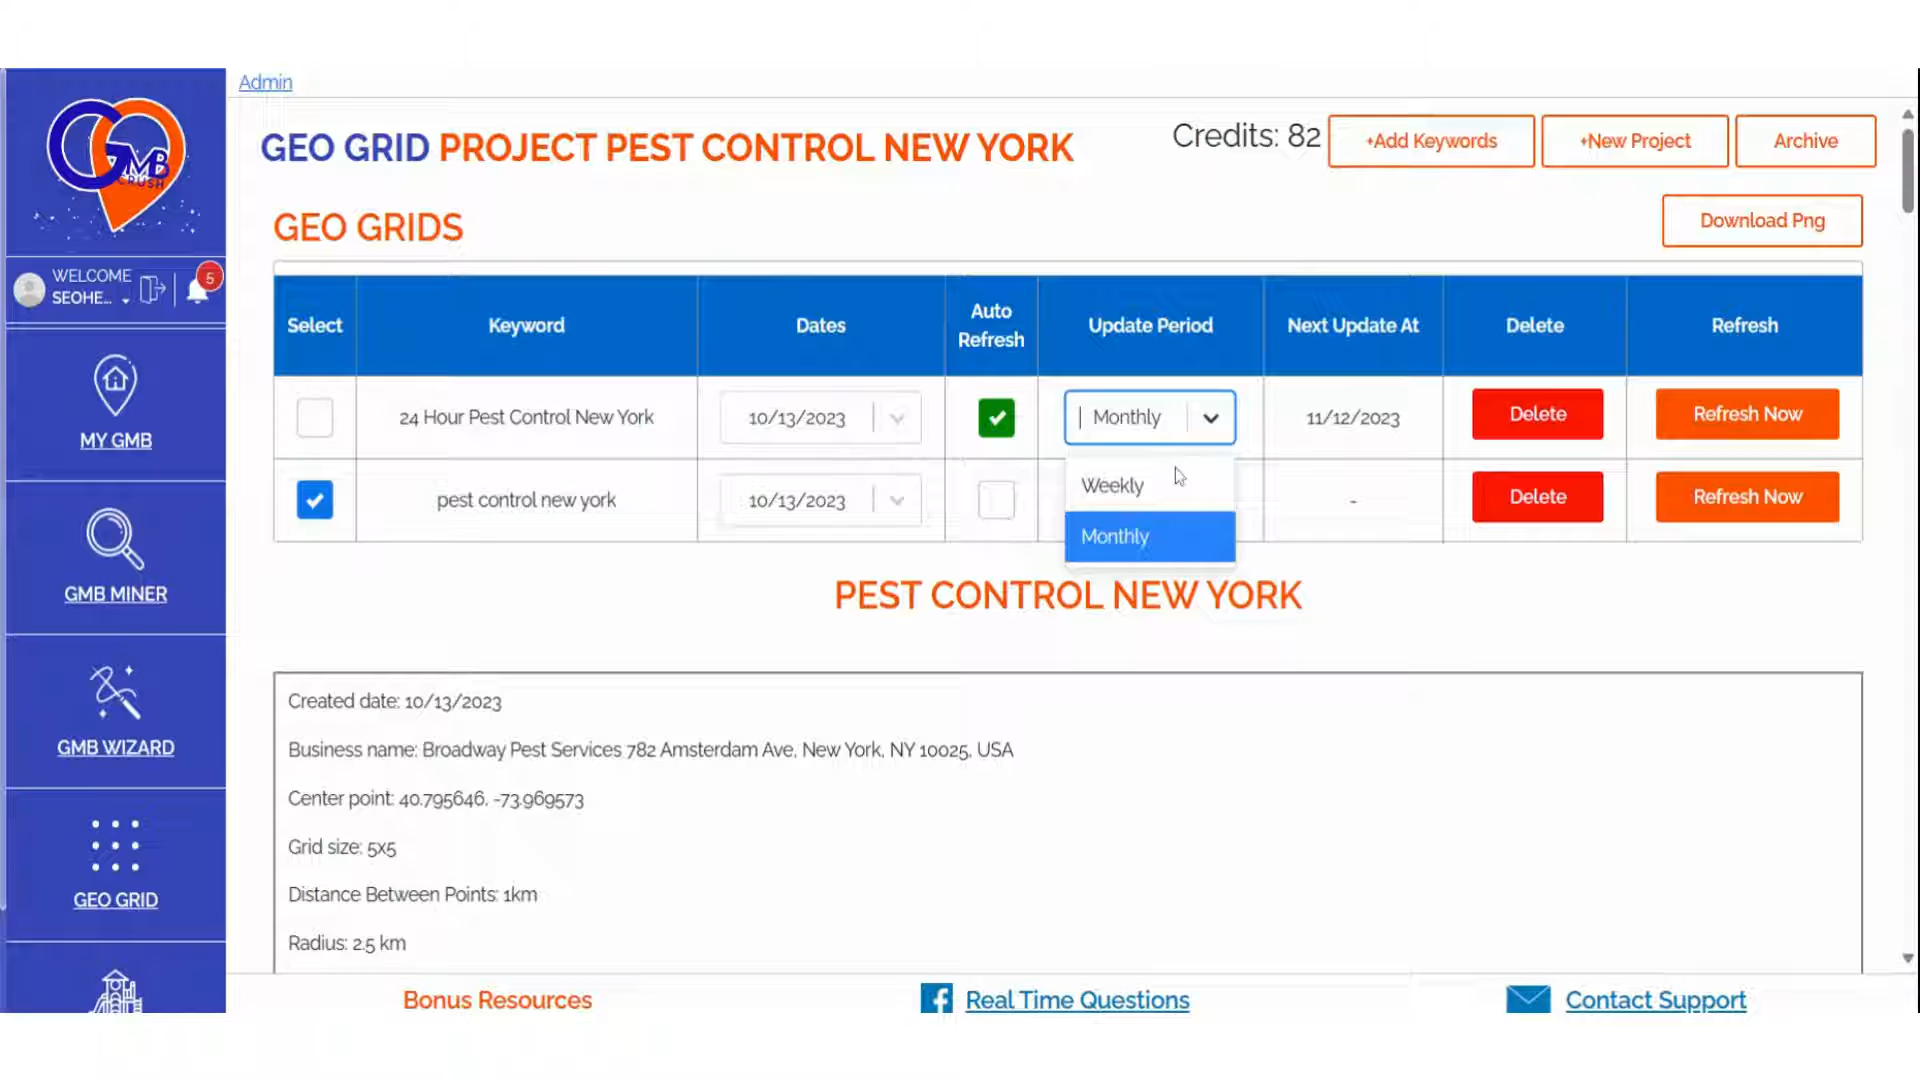 Admin
GMB
CRUSH
GEO GRID PROJECT PEST CONTROL NEW YORK
Credits: 82
+Add Keywords
+New Project
Archive
GEO GRIDS
Download Png
WELCOME
SEOHE...
5
Select Keyword Dates Auto Refresh Update Period Next Update At Delete Refresh
24 Hour Pest Control New York 10/13/2023 Monthly 11/12/2023 Delete Refresh Now
Weekly
pest control new york 10/13/2023 - Delete Refresh Now
Monthly
PEST CONTROL NEW YORK
Created date: 10/13/2023
Business name: Broadway Pest Services 782 Amsterdam Ave, New York, NY 10025, USA
Center point: 40.795646, -73.969573
Grid size: 5x5
Distance Between Points: 1km
Radius: 2.5 km
MY GMB
GMB MINER
GMB WIZARD
GEO GRID
Bonus Resources
Real Time Questions
Contact Support